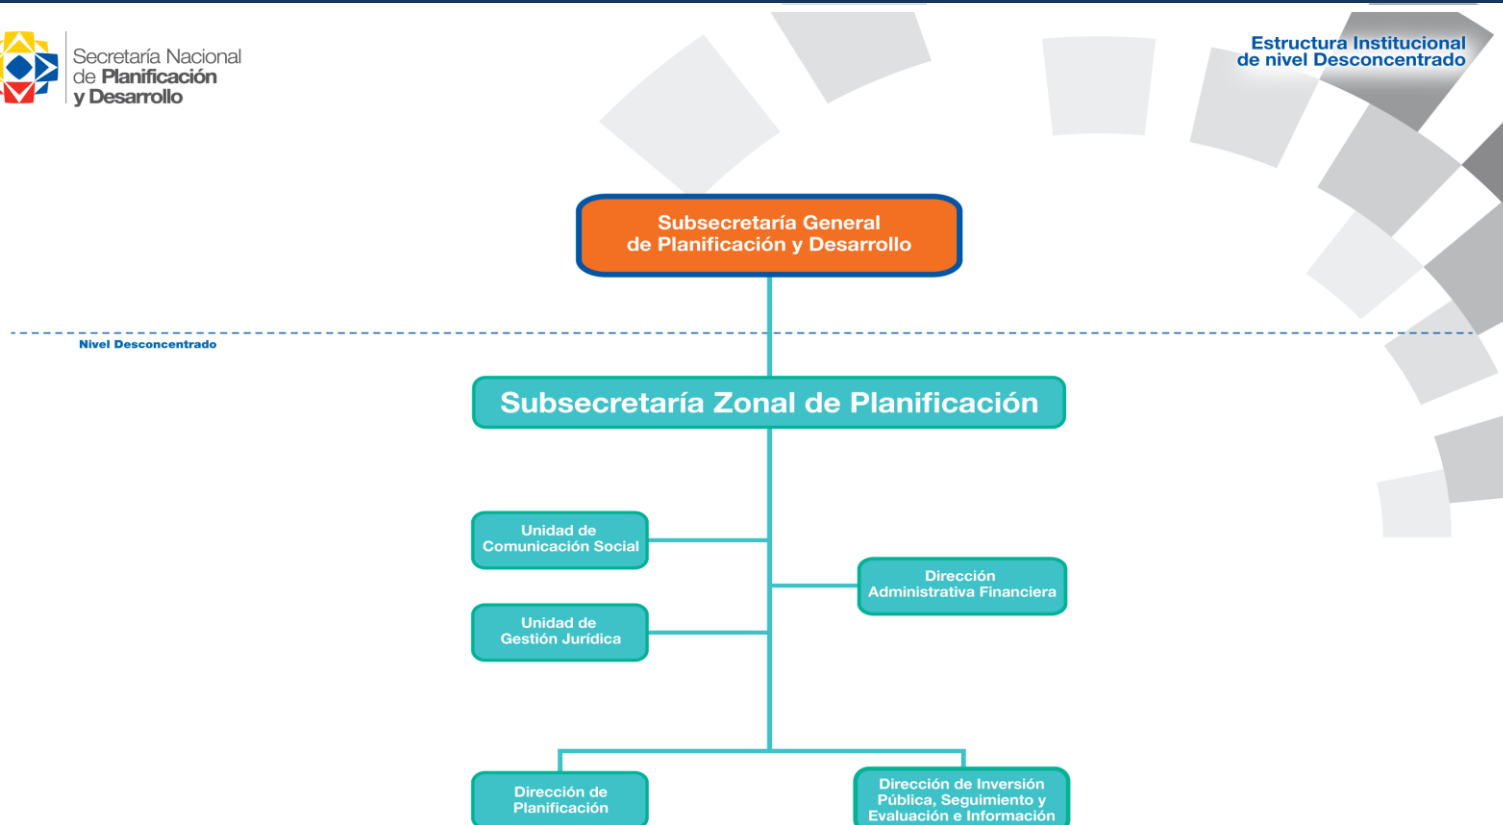 Secretaría Nacional
de Planificación
y Desarrollo
Estructura Institucional
de nivel Desconcentrado
Subsecretaría General
de Planificación y Desarrollo
Nivel Desconcentrado
Subsecretaría Zonal de Planificación
Unidad de
Comunicación Social
Dirección
Administrativa Financiera
Unidad de
Gestión Jurídica
Dirección de
Planificación
Dirección de Inversión
Pública, Seguimiento y
Evaluación e Información